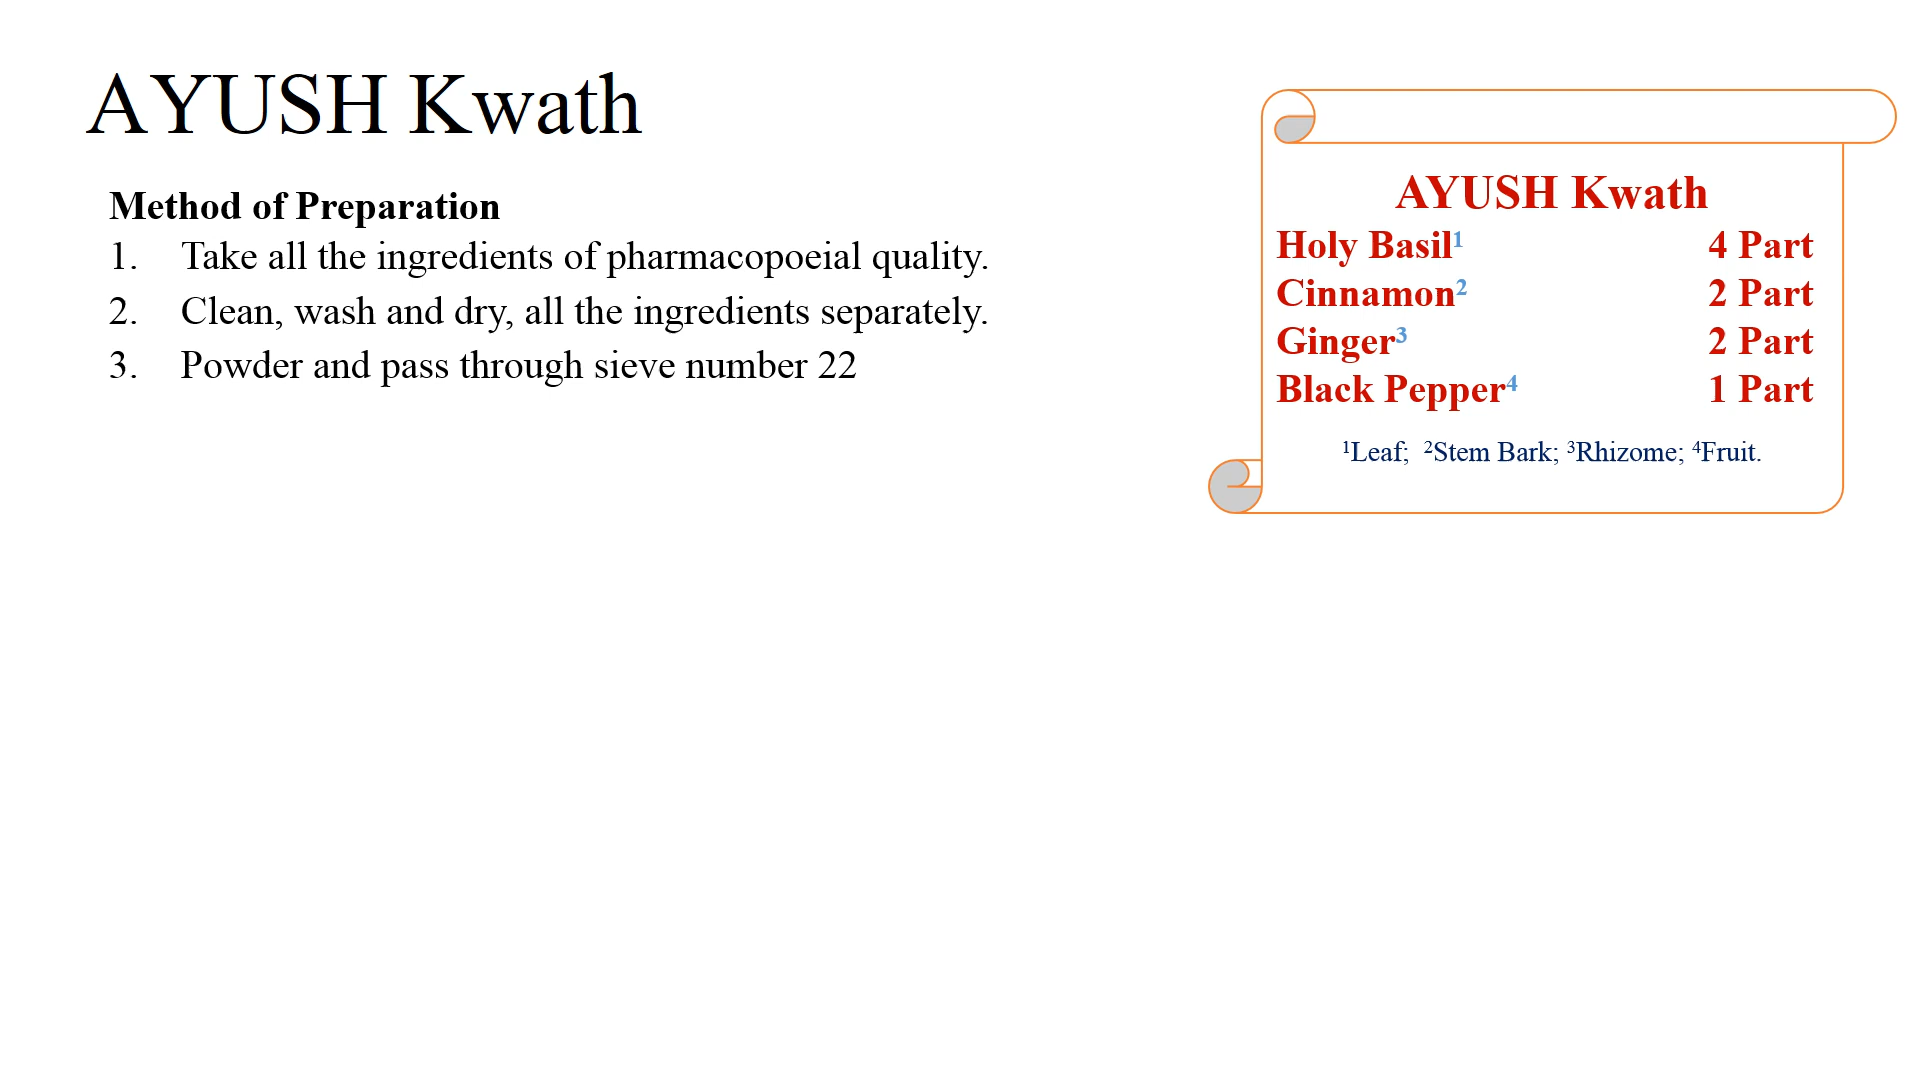 AYUSH Kwath
Method of Preparation
1. Take all the ingredients of pharmacopoeial quality.
2. Clean, wash and dry, all the ingredients separately.
3. Powder and pass through sieve number 22
AYUSH Kwath
Holy Basil¹ 4 Part
Cinnamon² 2 Part
Ginger³ 2 Part
Black Pepper⁴ 1 Part
¹Leaf; ²Stem Bark; ³Rhizome; ⁴Fruit.